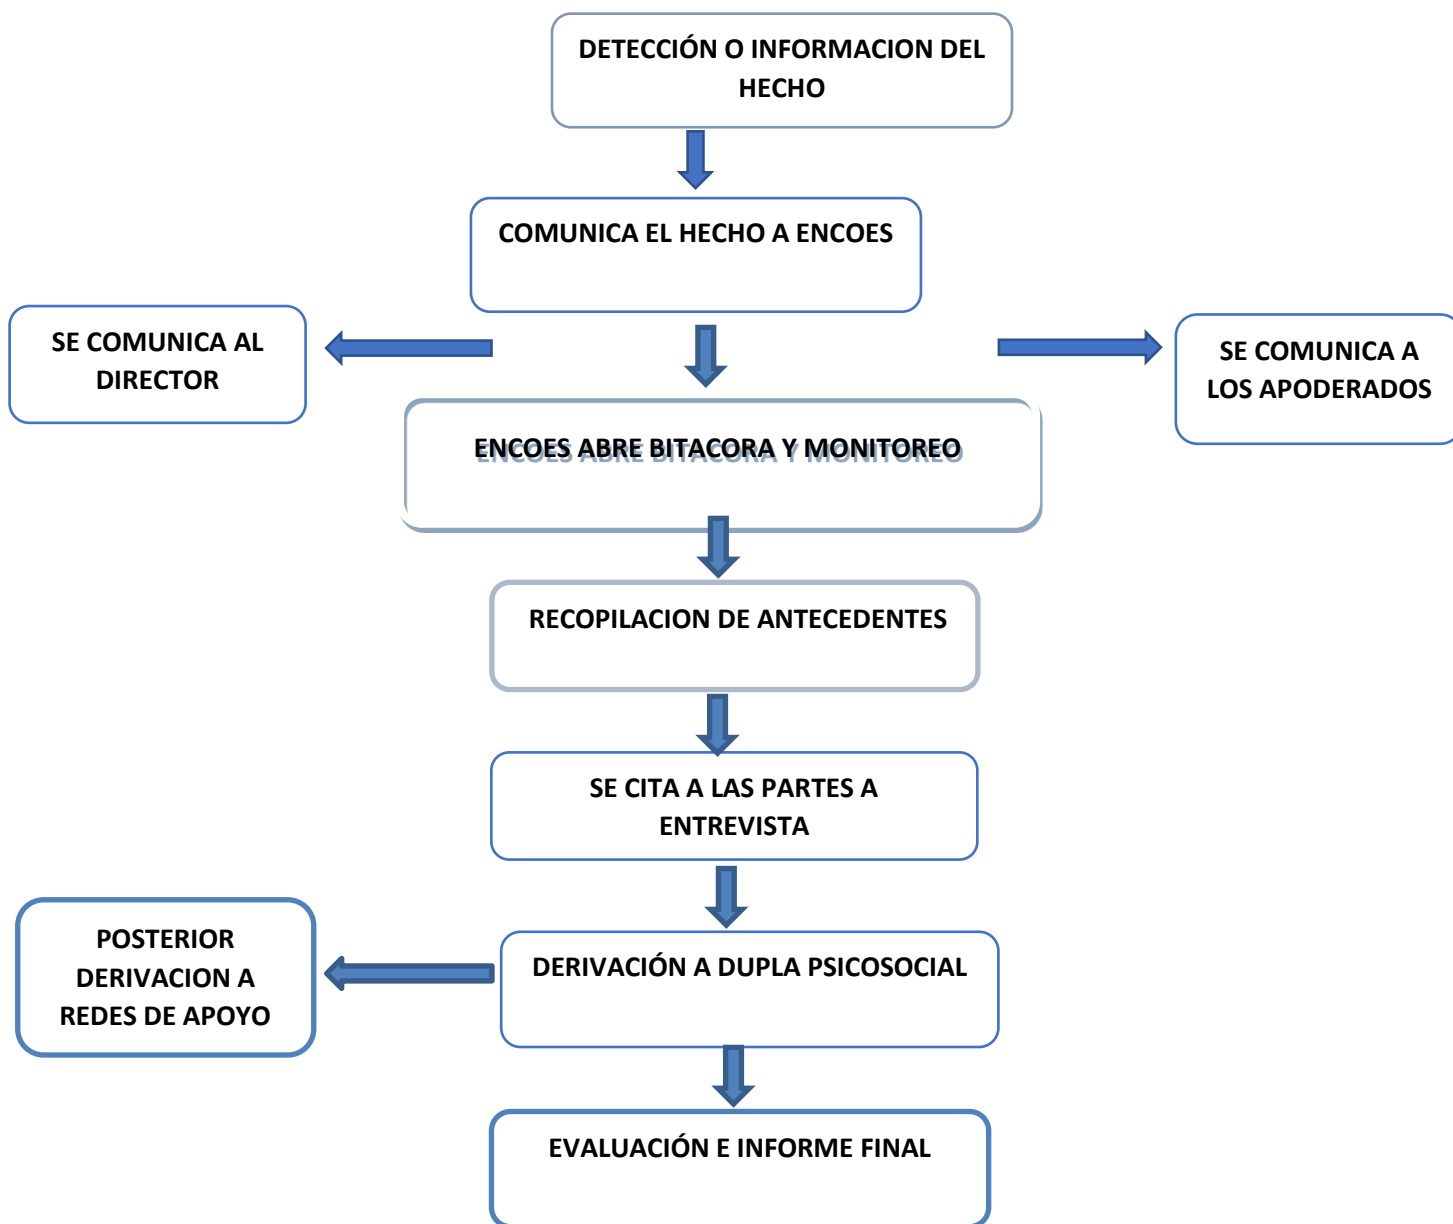 DETECCIÓN O INFORMACION DEL
HECHO
COMUNICA EL HECHO A ENCOES
SE COMUNICA AL
DIRECTOR
SE COMUNICA A
LOS APODERADOS
ENCOES ABRE BITACORA Y MONITOREO
RECOPILACION DE ANTECEDENTES
SE CITA A LAS PARTES A
ENTREVISTA
POSTERIOR
DERIVACION A
REDES DE APOYO
DERIVACIÓN A DUPLA PSICOSOCIAL
EVALUACIÓN E INFORME FINAL